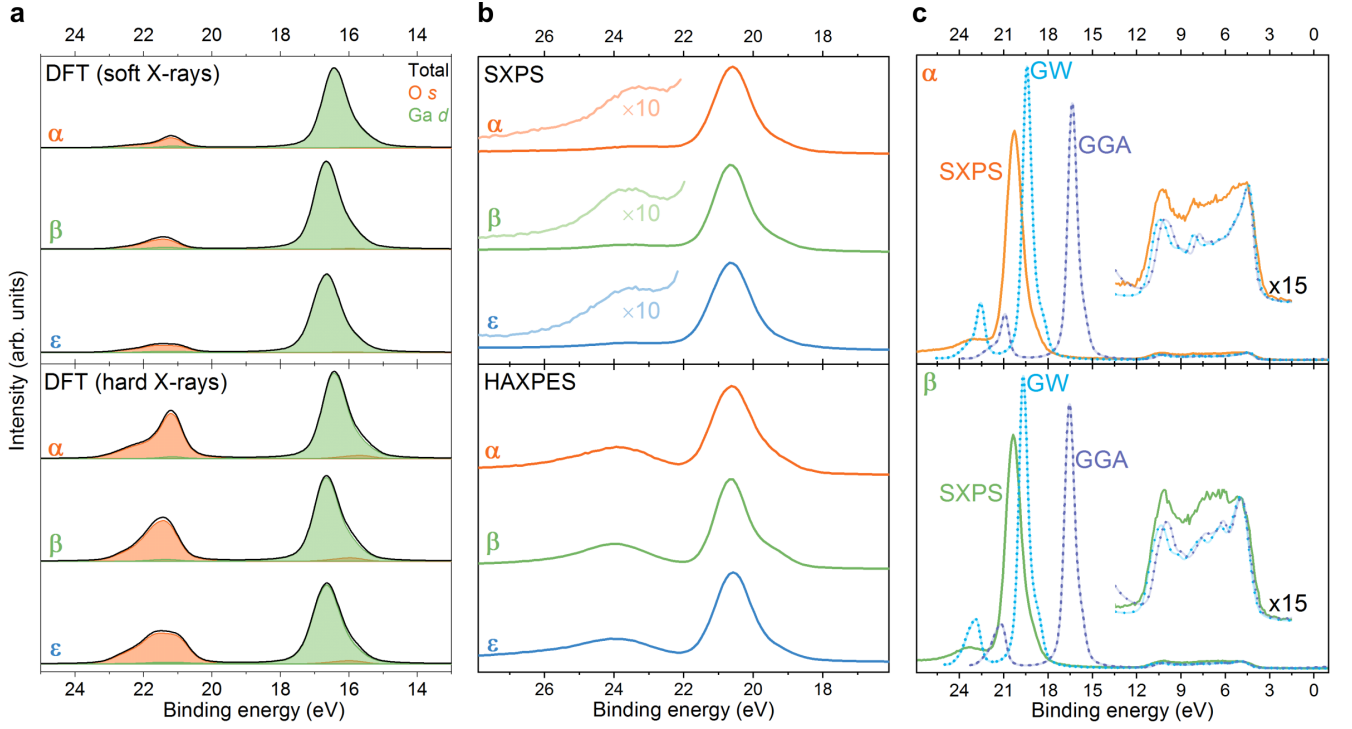 a
24 22 20 18 16 14
DFT (soft X-rays)
Total
O s
Ga d
α
β
ε
DFT (hard X-rays)
α
β
ε
24 22 20 18 16 14
Binding energy (eV)
Intensity (arb. units)
b
26 24 22 20 18
SXPS
×10
α
×10
β
×10
ε
HAXPES
α
β
ε
26 24 22 20 18
Binding energy (eV)
c
24 21 18 15 12 9 6 3 0
α
GW
GGA
SXPS
x15
β
GW
GGA
SXPS
x15
24 21 18 15 12 9 6 3 0
Binding energy (eV)